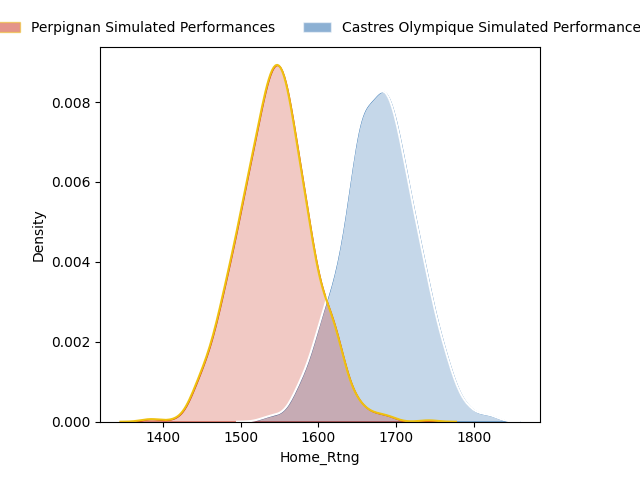 Perpignan Simulated Performances
Castres Olympique Simulated Performance
0.008
0.006
0.004
0.002
0.000
Density
1400 1500 1600 1700 1800
Home_Rtng